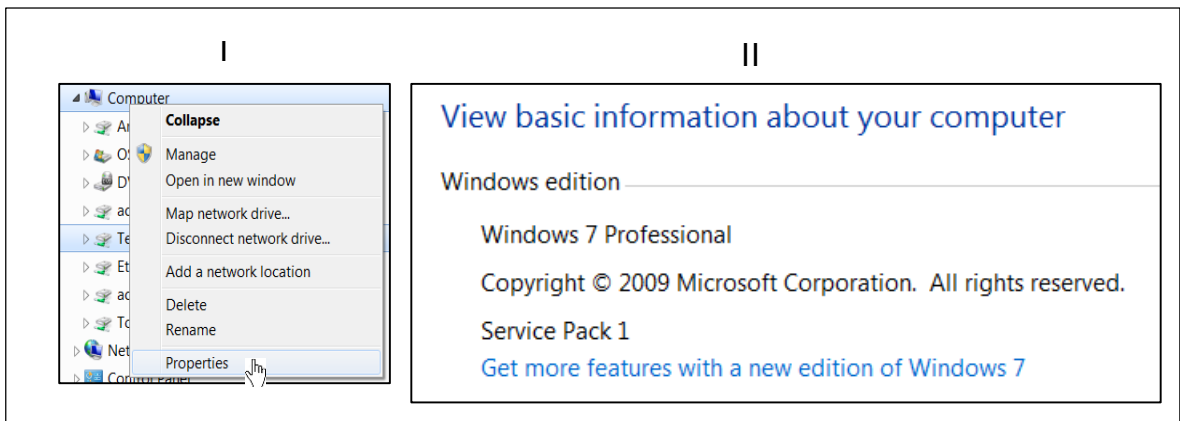 I
II
Computer
Collapse
Manage
Open in new window
Map network drive...
Disconnect network drive...
Add a network location
Delete
Rename
Properties
View basic information about your computer
Windows edition
Windows 7 Professional
Copyright © 2009 Microsoft Corporation. All rights reserved.
Service Pack 1
Get more features with a new edition of Windows 7